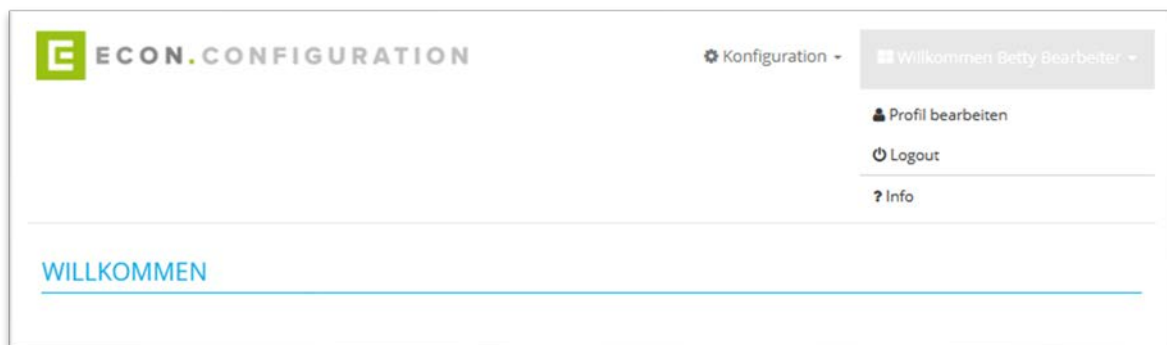 ECON.CONFIGURATION
Konfiguration
Willkommen Betty Bearbeiter
Profil bearbeiten
Logout
? Info
WILLKOMMEN